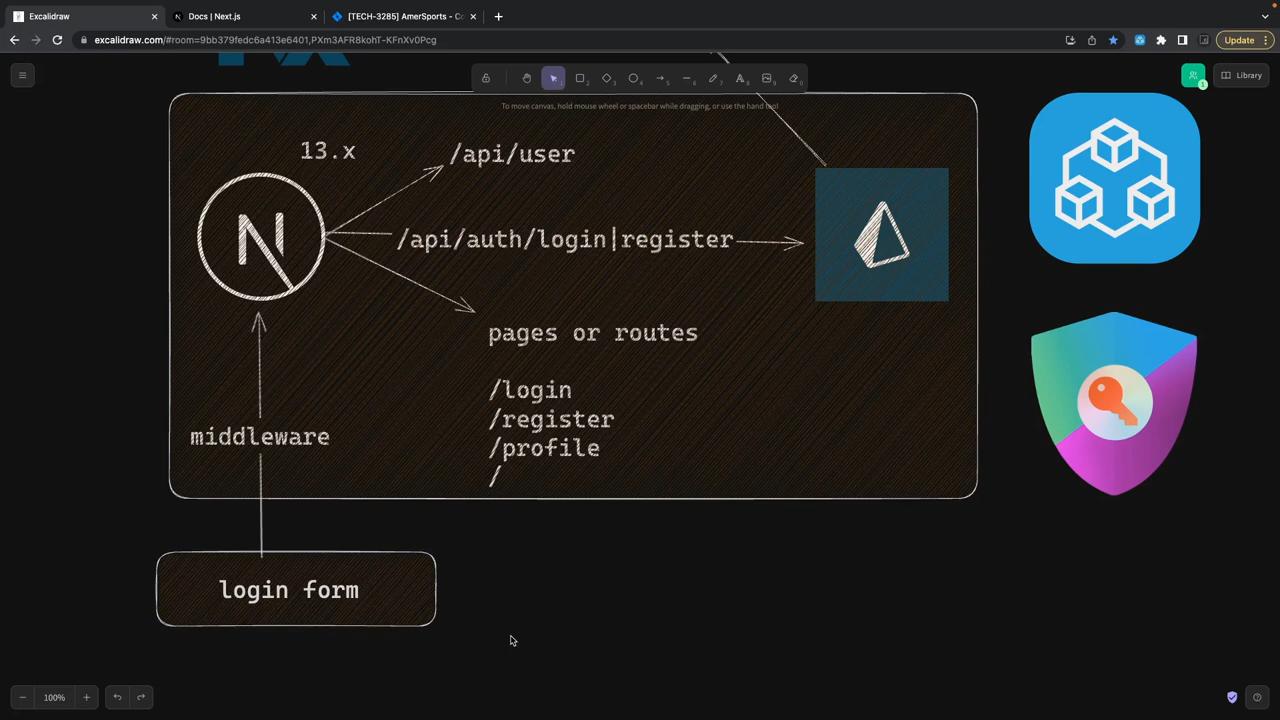 Excalidraw
Docs | Next.js
[TECH-3285] AmerSports - Co
excalidraw.com/#room=9bb379fedc6a413e6401,PXm3AFR8kohT-KFnXv0Pcg
Update
Library
To move canvas, hold mouse wheel or spacebar while dragging, or use the hand tool
13.x
/api/user
/api/auth/login|register
pages or routes
/login
/register
/profile
/
middleware
login form
100%